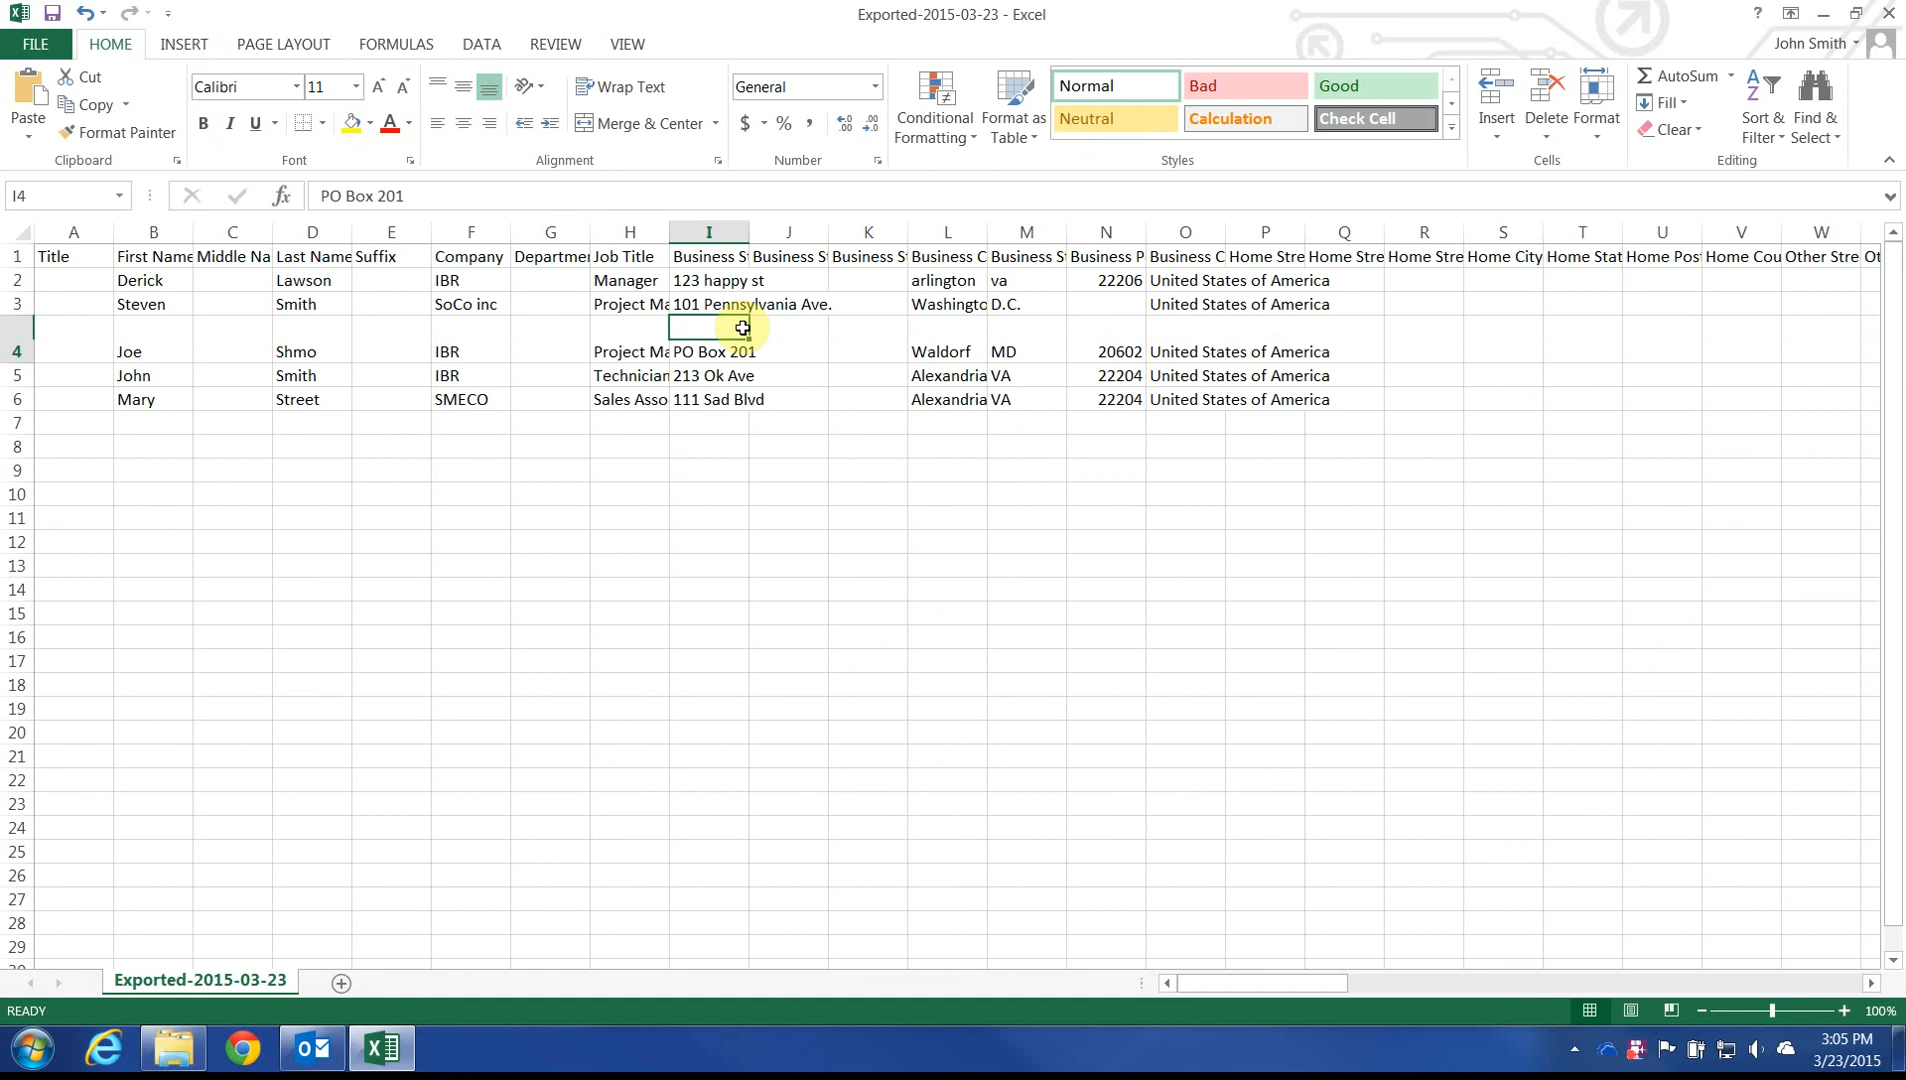 Exported-2015-03-23 - Excel
?
FILE HOME INSERT PAGE LAYOUT FORMULAS DATA REVIEW VIEW
John Smith
Paste
Cut
Copy
Format Painter
Clipboard
Calibri 11
A A
B I U A
Font
Wrap Text
Merge & Center
Alignment
General
$ % ,
Number
Conditional Formatting
Format as Table
Normal Bad Good
Neutral Calculation Check Cell
Styles
Insert Delete Format
Cells
AutoSum
Fill
Clear
Sort & Filter
Find & Select
Editing
I4 fx PO Box 201
A B C D E F G H I J K L M N O P Q R S T U V W
1 Title First Name Middle Na Last Name Suffix Company Departmen Job Title Business St Business St Business St Business C Business St Business P Business C Home Stre Home Stre Home Stre Home City Home Stat Home Post Home Cou Other Stre Ot
2 Derick Lawson IBR Manager 123 happy st arlington va 22206 United States of America
3 Steven Smith SoCo inc Project Ma 101 Pennsylvania Ave. Washingto D.C. United States of America
4 Joe Shmo IBR Project Ma PO Box 201 Waldorf MD 20602 United States of America
5 John Smith IBR Technician 213 Ok Ave Alexandria VA 22204 United States of America
6 Mary Street SMECO Sales Asso 111 Sad Blvd Alexandria VA 22204 United States of America
7
8
9
10
11
12
13
14
15
16
17
18
19
20
21
22
23
24
25
26
27
28
29
Exported-2015-03-23
READY
100%
3:05 PM
3/23/2015